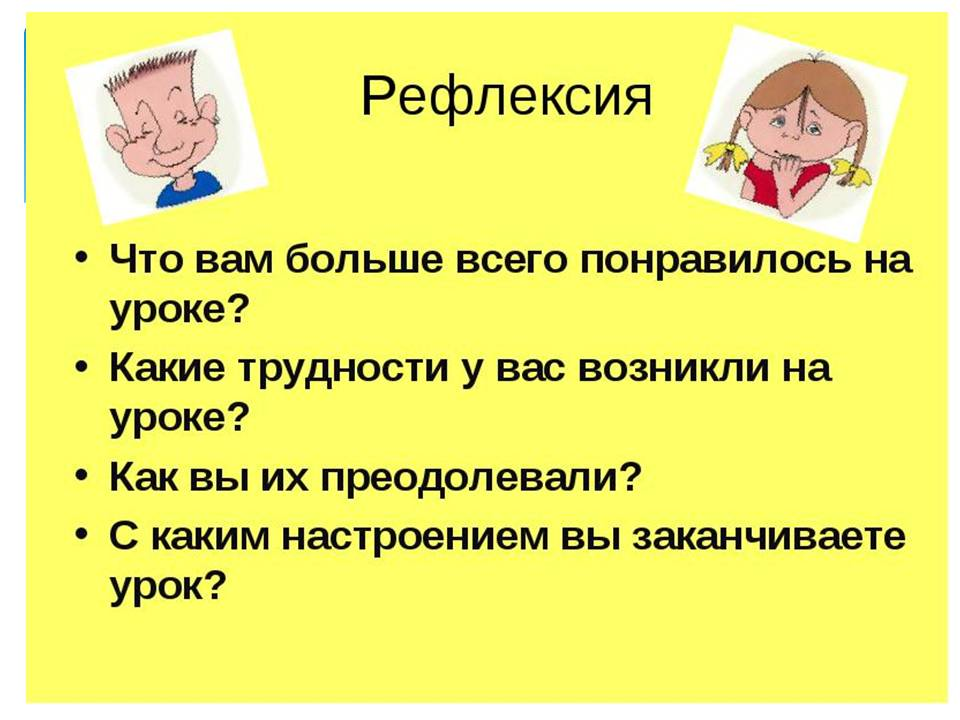 Рефлексия
• Что вам больше всего понравилось на
уроке?
• Какие трудности у вас возникли на
уроке?
• Как вы их преодолевали?
• С каким настроением вы заканчиваете
урок?